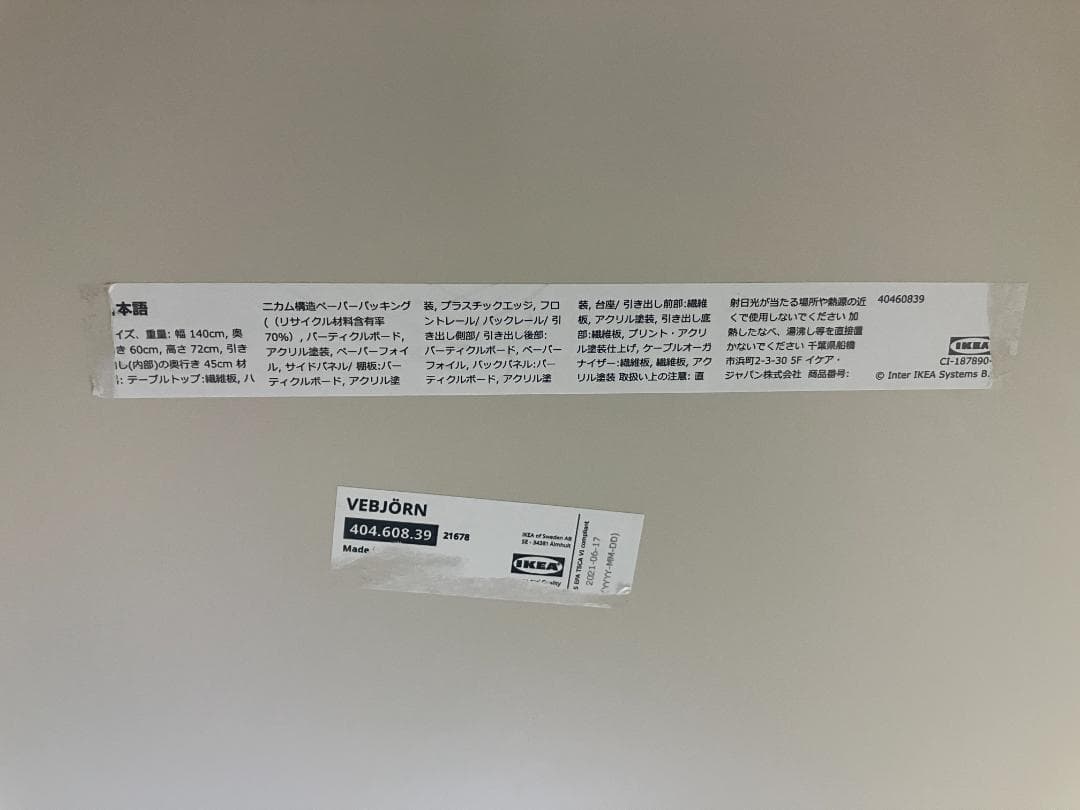 本語
イズ、重量: 幅 140cm, 奥
き 60cm, 高さ 72cm, 引き
し(内部)の奥行き 45cm 材
: テーブルトップ:繊維板, ハ
ニカム構造ペーパーパッキング
(（リサイクル材料含有率
70%）, パーティクルボード,
アクリル塗装, ペーパーフォイ
ル, サイドパネル/ 棚板:パー
ティクルボード, アクリル塗
装, プラスチックエッジ, フロ
ントレール/ バックレール/ 引
き出し側部/ 引き出し後部:
パーティクルボード, ペーパー
フォイル, バックパネル:パー
ティクルボード, アクリル塗
装, 台座/ 引き出し前部:繊維
板, アクリル塗装, 引き出し底
部:繊維板, プリント・アクリ
ル塗装仕上げ, ケーブルオーガ
ナイザー:繊維板, 繊維板, アク
リル塗装 取扱い上の注意: 直
射日光が当たる場所や熱源の近
くで使用しないでください 加
熱したなべ、湯沸し等を直接置
かないでください 千葉県船橋
市浜町2-3-30 5F イケア・
ジャパン株式会社 商品番号:
40460839
IKEA
CI-187890-
© Inter IKEA Systems B.
VEBJÖRN
404.608.39 21678
Made
IKEA of Sweden AB
SE - 34381 Älmhult
IKEA
and Quality
S EPA TSCA VI compliant
2021-06-17
(YYYY-MM-DD)